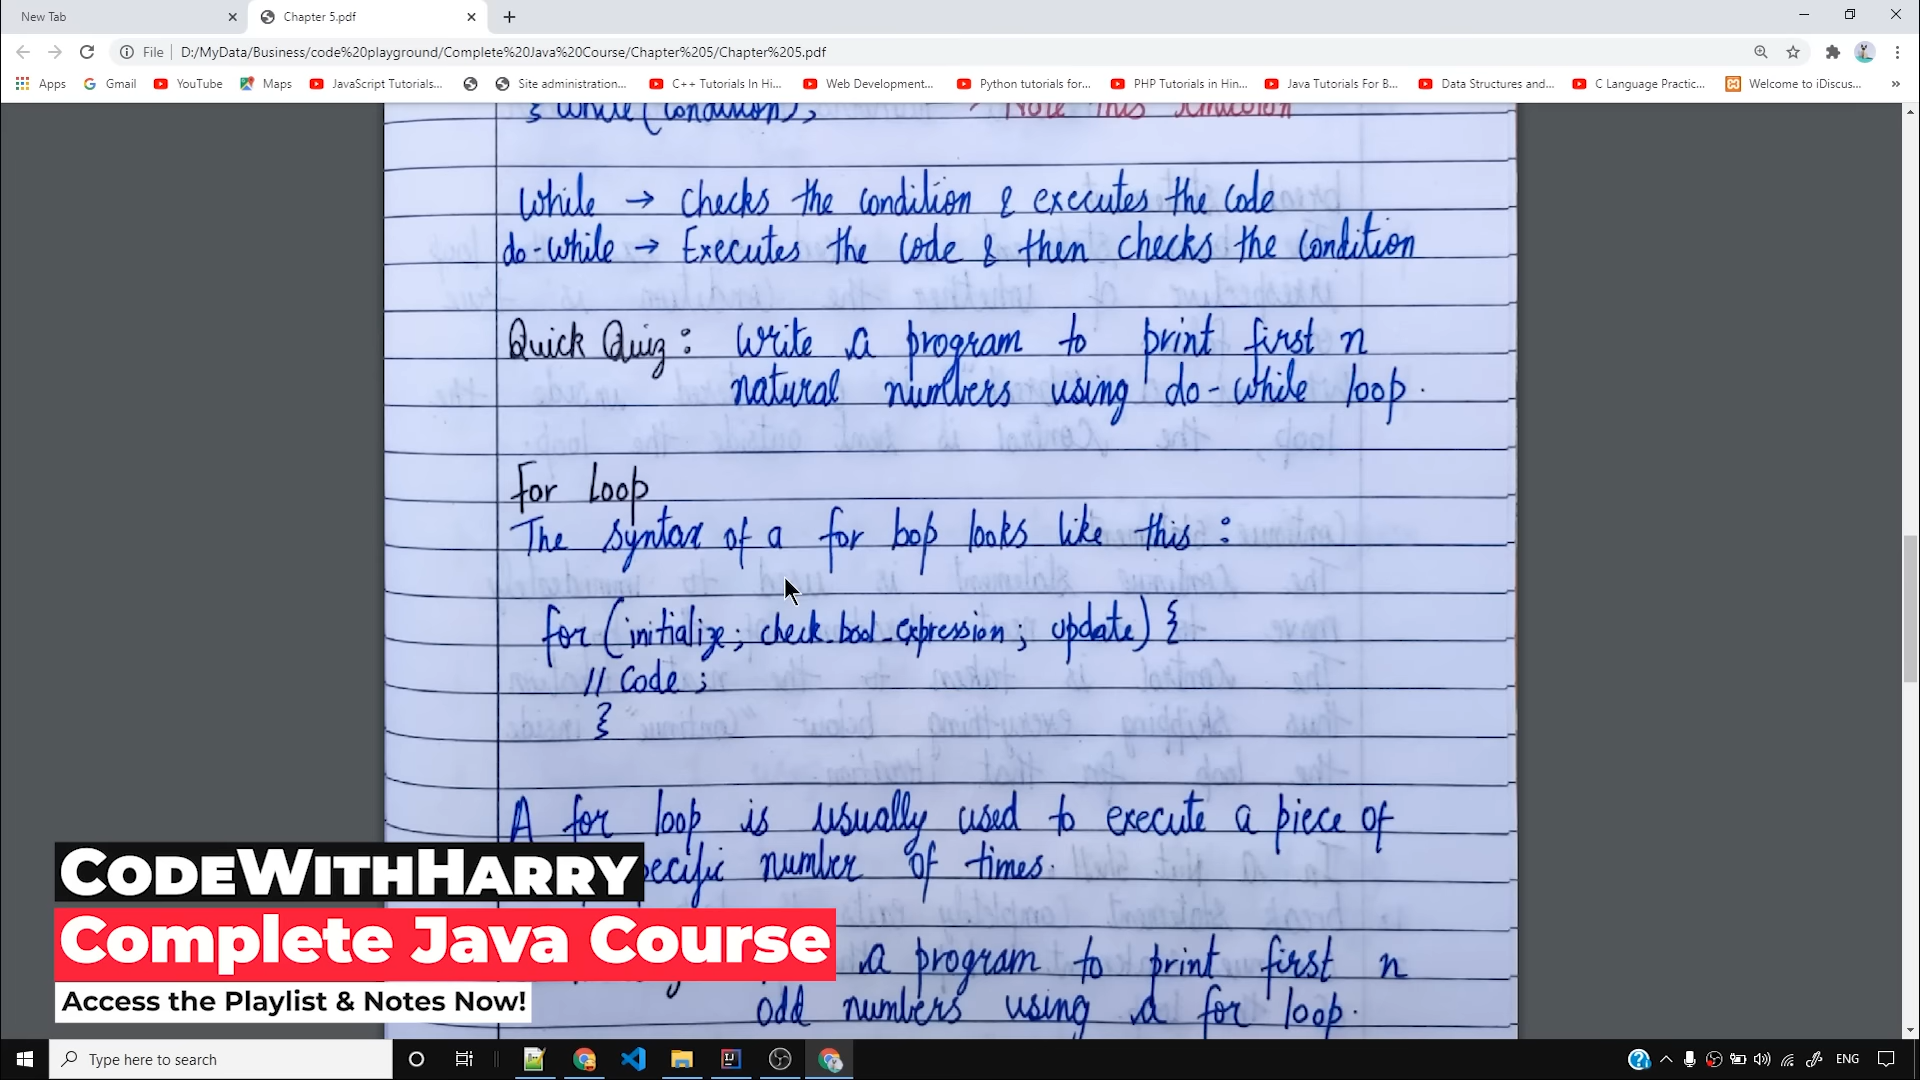 New Tab
Chapter 5.pdf
File
D:/MyData/Business/code%20playground/Complete%20Java%20Course/Chapter%205/Chapter%205.pdf
Apps
Gmail
YouTube
Maps
JavaScript Tutorials...
Site administration...
C++ Tutorials In Hi...
Web Development...
Python tutorials for...
PHP Tutorials in Hin...
Java Tutorials For B...
Data Structures and...
C Language Practic...
Welcome to iDiscus...
} while(condition); → Note this semicolon
While → Checks the condition & executes the code
do-while → Executes the code & then checks the condition
Quick Quiz: Write a program to print first n
natural numbers using do-while loop.
For Loop
The syntax of a for loop looks like this:
for (initialize; check_bool_expression; update) {
// Code;
}
A for loop is usually used to execute a piece of
number of times.
a program to print first n
odd numbers using a for loop.
CODEWITHHARRY
Complete Java Course
Access the Playlist & Notes Now!
Type here to search
ENG